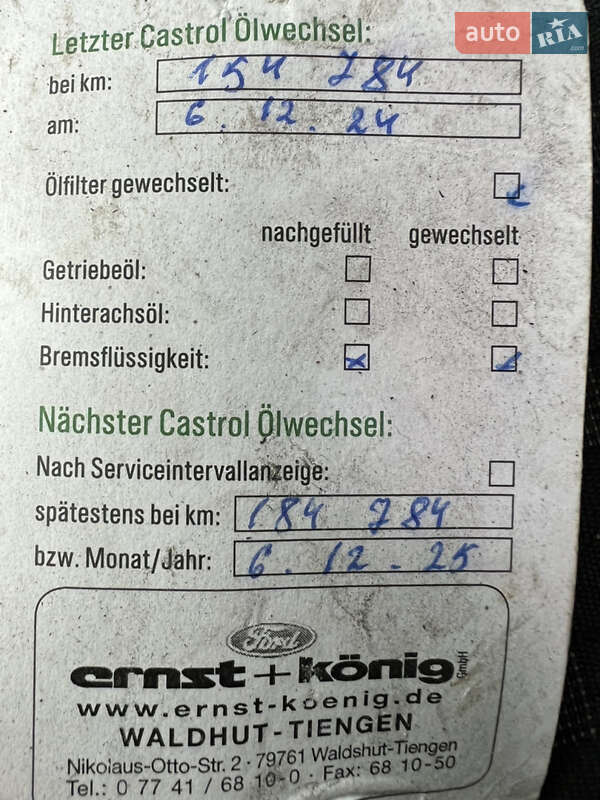 Letzter Castrol Ölwechsel:
auto RIA.com
bei km: 154 784
am: 6.12.24
Ölfilter gewechselt:
nachgefüllt gewechselt
Getriebeöl:
Hinterachsöl:
Bremsflüssigkeit: x
Nächster Castrol Ölwechsel:
Nach Serviceintervallanzeige:
spätestens bei km: 184 784
bzw. Monat/Jahr: 6.12.25
Ford
ernst+könig GmbH
www.ernst-koenig.de
WALDHUT-TIENGEN
Nikolaus-Otto-Str. 2 · 79761 Waldshut-Tiengen
Tel.: 0 77 41 / 68 10-0 · Fax: 68 10-50